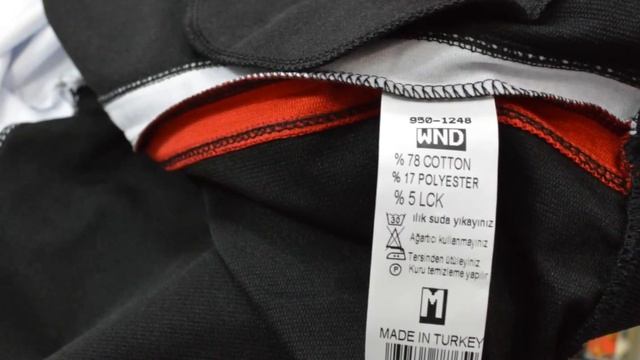 950-1248
WND
% 78 COTTON
% 17 POLYESTER
% 5 LCK
30 ılık suda yıkayınız
Ağartıcı kullanmayınız
Tersinden ütüleyiniz
P Kuru temizleme yapılır
M
MADE IN TURKEY